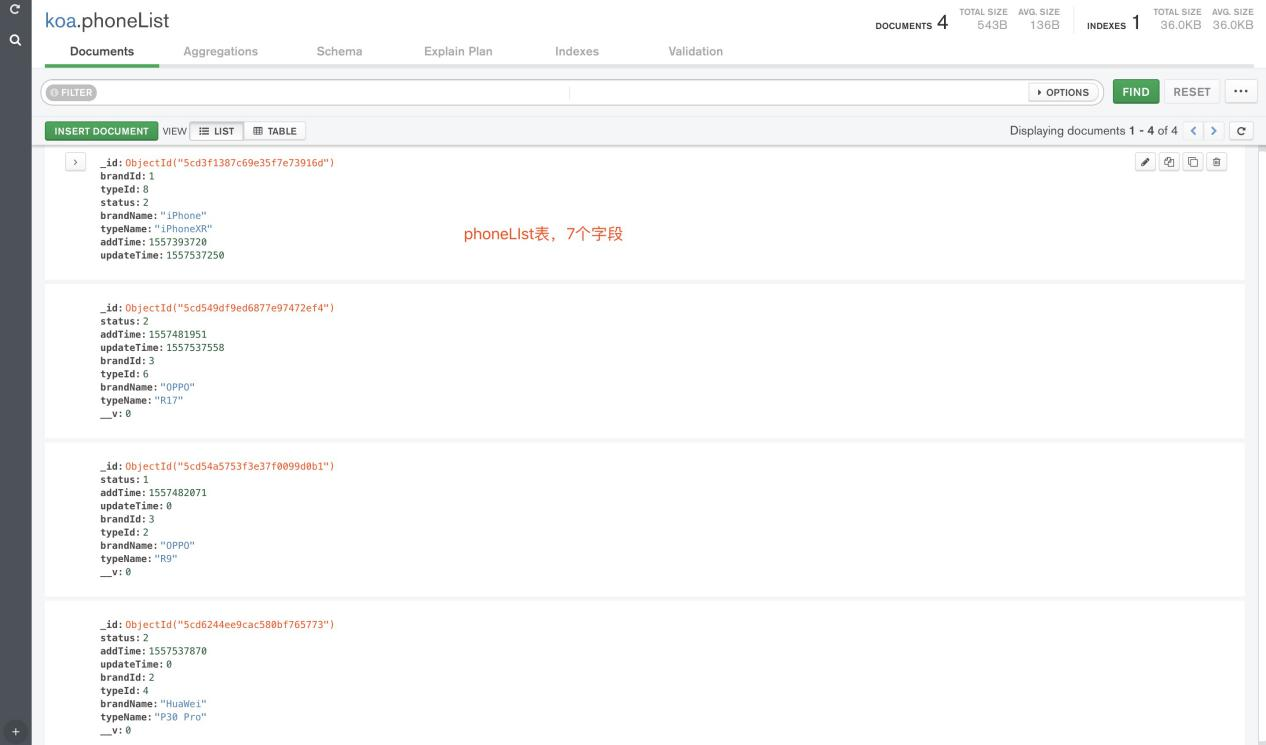 koa.phoneList
DOCUMENTS 4 TOTAL SIZE 543B AVG. SIZE 136B INDEXES 1 TOTAL SIZE 36.0KB AVG. SIZE 36.0KB
Documents Aggregations Schema Explain Plan Indexes Validation
FILTER OPTIONS FIND RESET ...
INSERT DOCUMENT VIEW LIST TABLE Displaying documents 1 - 4 of 4
_id: ObjectId("5cd3f1387c69e35f7e73916d")
brandId: 1
typeId: 8
status: 2
brandName: "iPhone"
typeName: "iPhoneXR"
addTime: 1557393720
updateTime: 1557537250
phoneLIst表，7个字段
_id: ObjectId("5cd549df9ed6877e97472ef4")
status: 2
addTime: 1557481951
updateTime: 1557537558
brandId: 3
typeId: 6
brandName: "OPPO"
typeName: "R17"
__v: 0
_id: ObjectId("5cd54a5753f3e37f0099d0b1")
status: 1
addTime: 1557482071
updateTime: 0
brandId: 3
typeId: 2
brandName: "OPPO"
typeName: "R9"
__v: 0
_id: ObjectId("5cd6244ee9cac580bf765773")
status: 2
addTime: 1557537870
updateTime: 0
brandId: 2
typeId: 4
brandName: "HuaWei"
typeName: "P30 Pro"
__v: 0